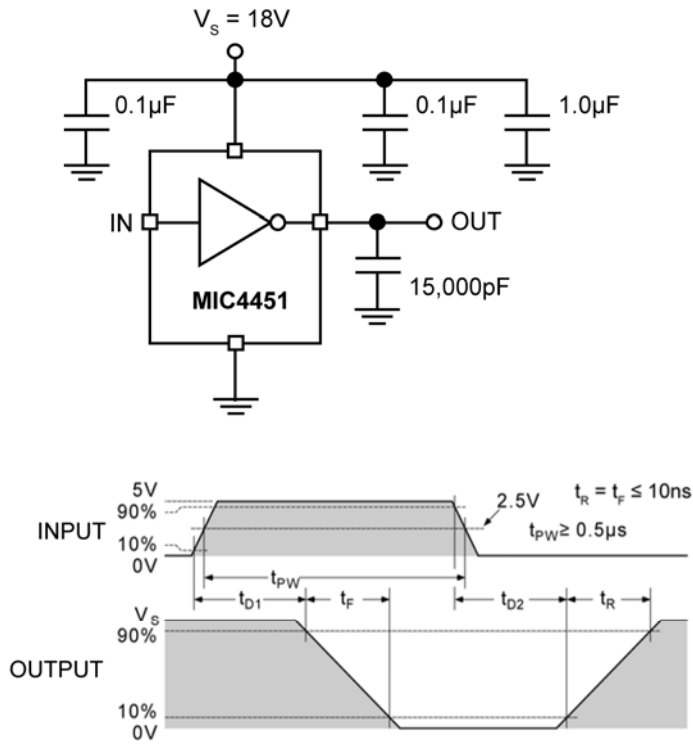 V_S = 18V
0.1µF
0.1µF
1.0µF
IN
OUT
MIC4451
15,000pF
5V
90%
INPUT
10%
0V
2.5V
t_R = t_F ≤ 10ns
t_PW ≥ 0.5µs
t_PW
t_D1
t_F
t_D2
t_R
V_S
90%
OUTPUT
10%
0V